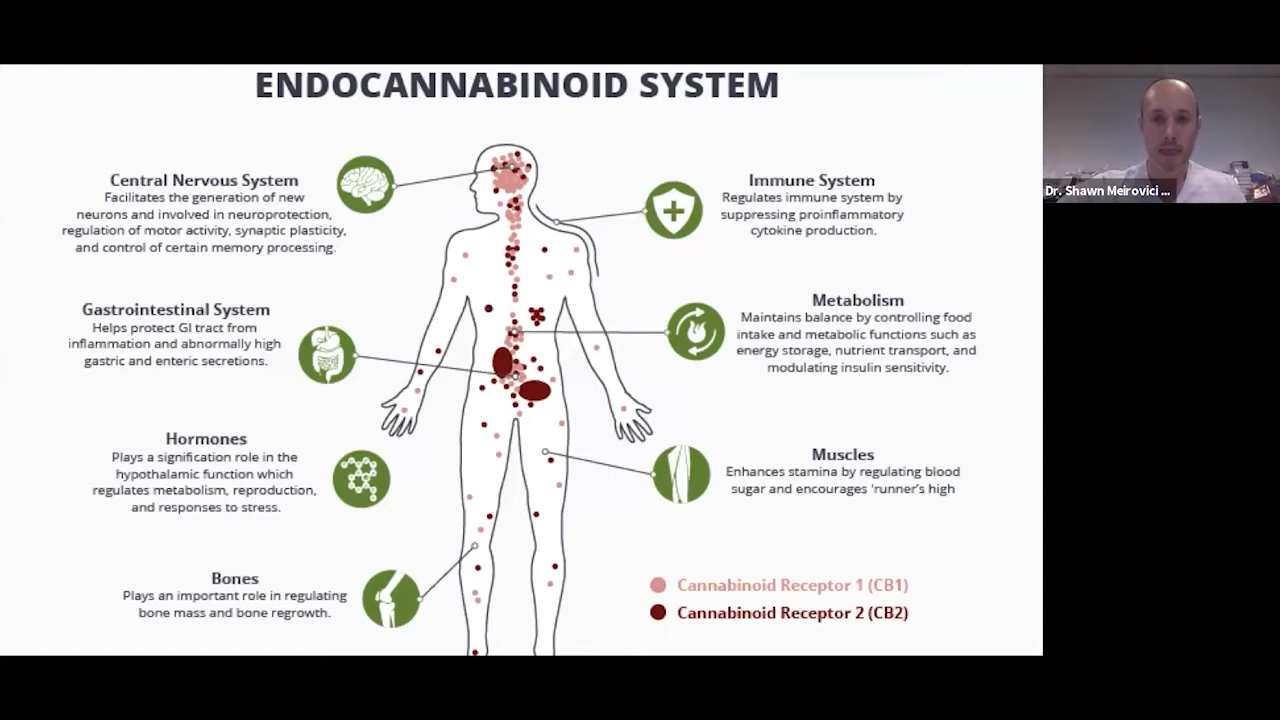 ENDOCANNABINOID SYSTEM
Central Nervous System
Facilitates the generation of new
neurons and involved in neuroprotection,
regulation of motor activity, synaptic plasticity,
and control of certain memory processing.
Gastrointestinal System
Helps protect GI tract from
inflammation and abnormally high
gastric and enteric secretions.
Hormones
Plays a signification role in the
hypothalamic function which
regulates metabolism, reproduction,
and responses to stress.
Bones
Plays an important role in regulating
bone mass and bone regrowth.
Immune System
Regulates immune system by
suppressing proinflammatory
cytokine production.
Metabolism
Maintains balance by controlling food
intake and metabolic functions such as
energy storage, nutrient transport, and
modulating insulin sensitivity.
Muscles
Enhances stamina by regulating blood
sugar and encourages 'runner's high
Cannabinoid Receptor 1 (CB1)
Cannabinoid Receptor 2 (CB2)
Dr. Shawn Meirovici ...